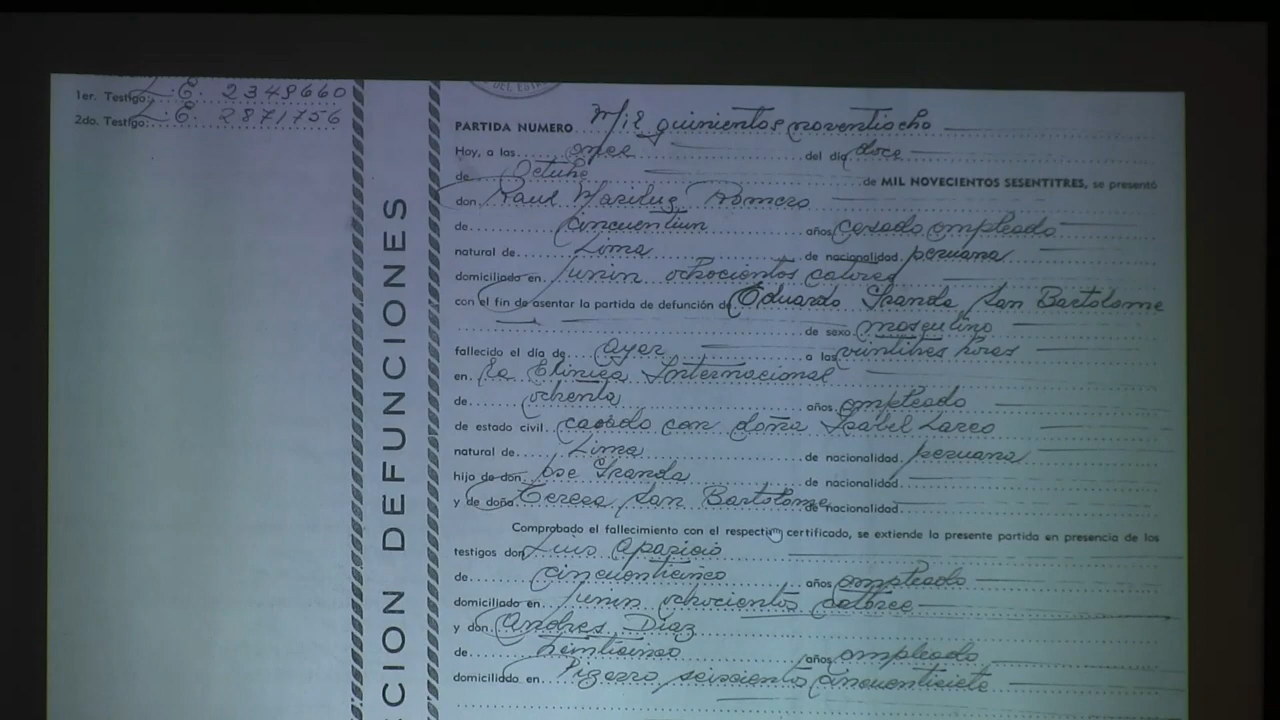 DEL ESTA
1er. Testigo: L.E. 2349660
2do. Testigo: L.E. 2871756
CION DEFUNCIONES
PARTIDA NUMERO Mil quinientos noventiocho
Hoy, a las once del día doce
de Octubre de MIL NOVECIENTOS SESENTITRES, se presentó
don Raul Mariluz Romero
de cincuentiun años casado empleado
natural de Lima de nacionalidad peruana
domiciliado en Junin ochocientos catorce
con el fin de asentar la partida de defunción de Eduardo Granda San Bartolome
de sexo masculino
fallecido el día de ayer a las veintitres horas
en la Clinica Internacional
de ochenta años empleado
de estado civil casado con doña Isabel Larco
natural de Lima de nacionalidad peruana
hijo de don Jose Granda de nacionalidad
y de doña Teresa San Bartolome de nacionalidad
Comprobado el fallecimiento con el respectivo certificado, se extiende la presente partida en presencia de los
testigos don Luis Aparicio
de cincuenticinco años empleado
domiciliado en Junin ochocientos catorce
y don Andres Diaz
de años empleado
domiciliado en Pizarro seiscientos cincuentisiete